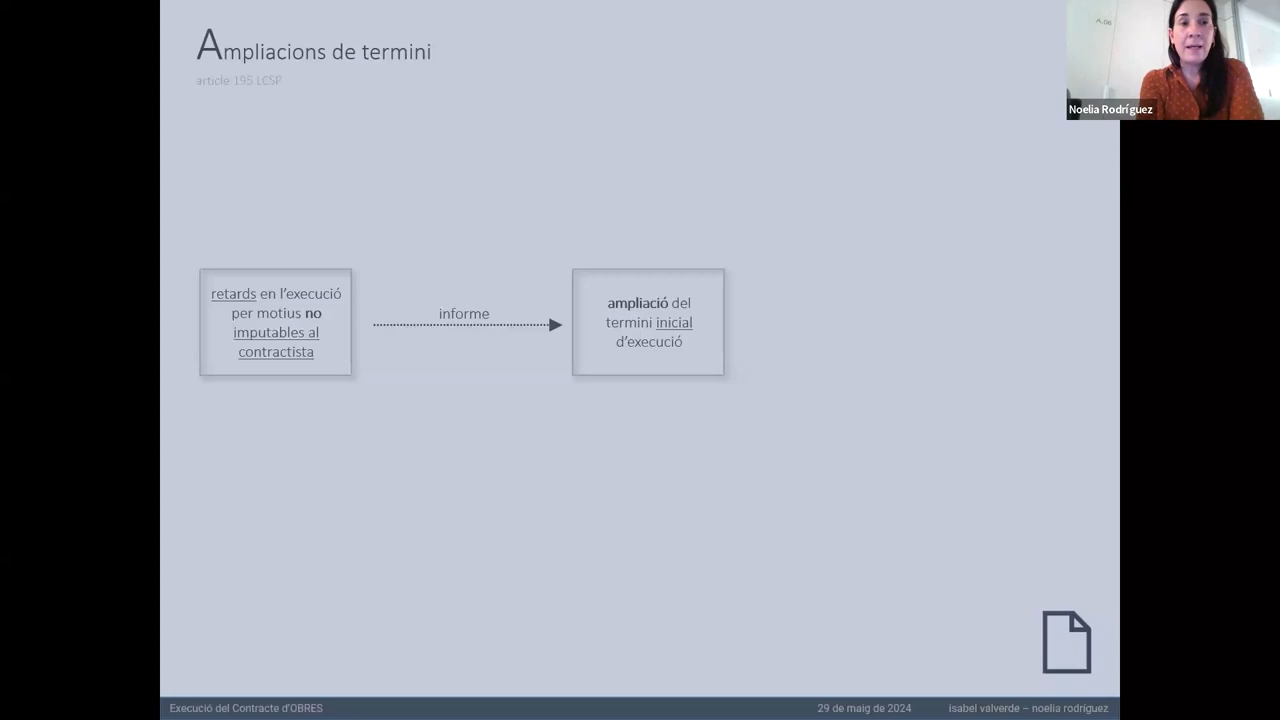 Ampliacions de termini
article 195 LCSP
A.06
Noelia Rodríguez
retards en l'execució
per motius no
imputables al
contractista
informe
ampliació del
termini inicial
d'execució
Execució del Contracte d'OBRES
29 de maig de 2024
isabel valverde – noelia rodríguez